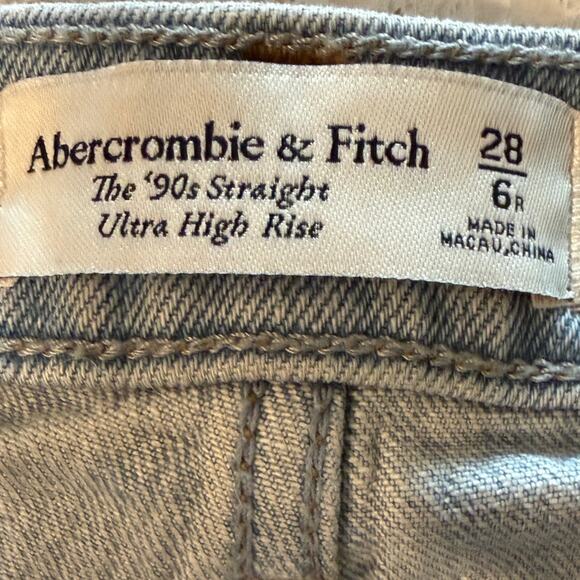 Abercrombie & Fitch
The ‘90s Straight
Ultra High Rise
28
6R
MADE IN
MACAU, CHINA